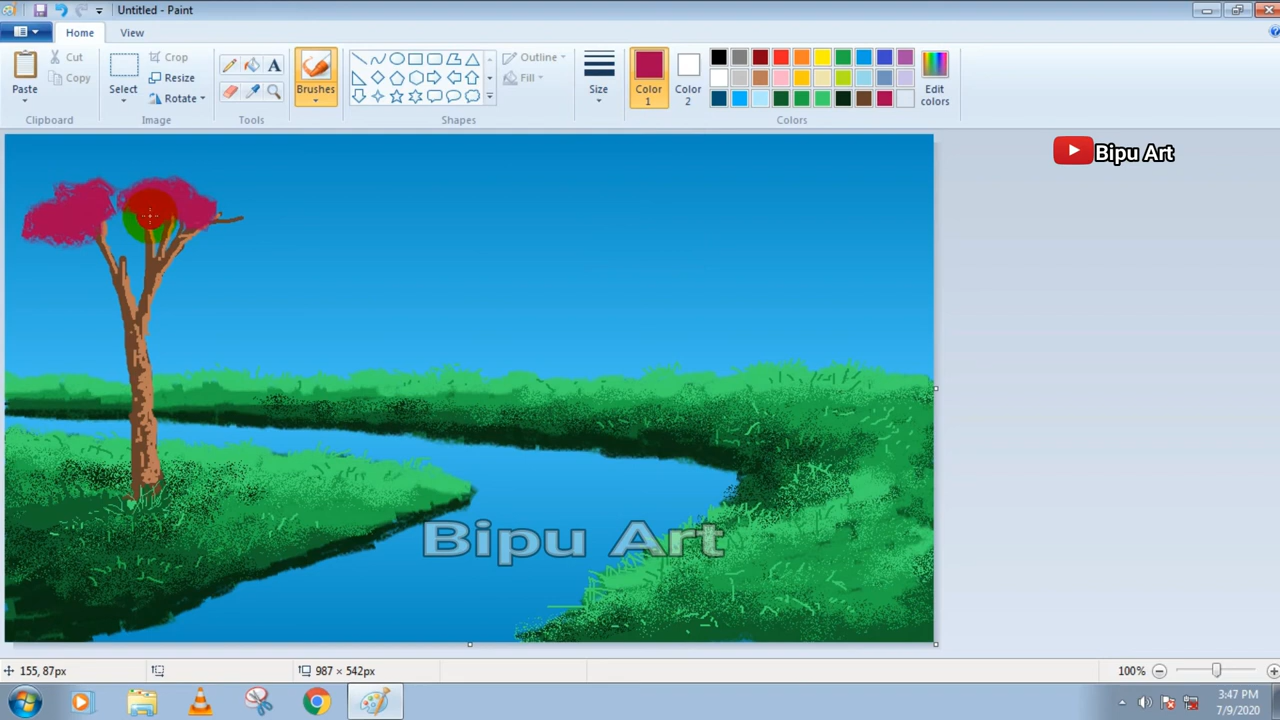 Untitled - Paint
Home
View
Paste
Cut
Copy
Clipboard
Select
Crop
Resize
Rotate
Image
A
Tools
Brushes
Outline
Fill
Shapes
Size
Color 1
Color 2
Colors
Edit colors
Bipu Art
Bipu Art
155, 87px
987 × 542px
100%
3:47 PM
7/9/2020